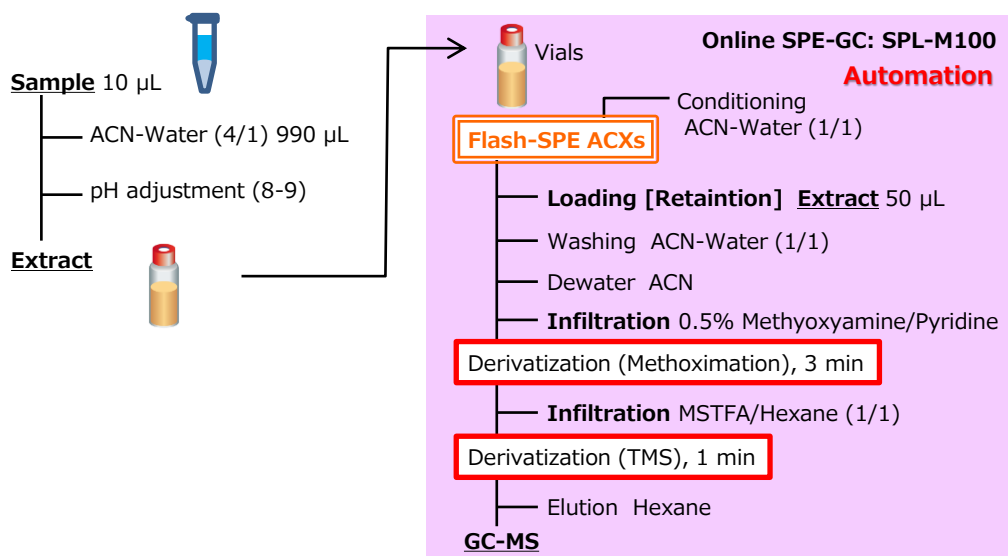 Sample 10 µL
ACN-Water (4/1) 990 µL
pH adjustment (8-9)
Extract
Vials
Online SPE-GC: SPL-M100
Automation
Conditioning
ACN-Water (1/1)
Flash-SPE ACXs
Loading [Retaintion] Extract 50 µL
Washing ACN-Water (1/1)
Dewater ACN
Infiltration 0.5% Methyoxyamine/Pyridine
Derivatization (Methoximation), 3 min
Infiltration MSTFA/Hexane (1/1)
Derivatization (TMS), 1 min
Elution Hexane
GC-MS